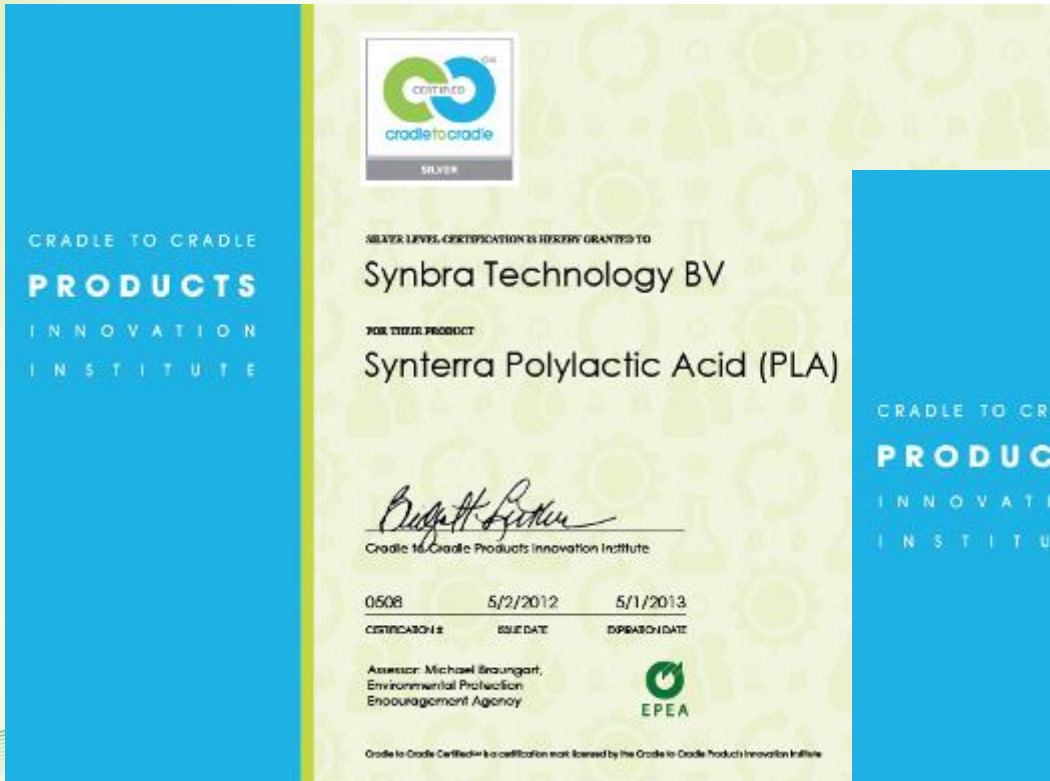 CRADLE TO CRADLE
PRODUCTS
INNOVATION
INSTITUTE
CERTIFIED
cradletocradle
SILVER
SILVER LEVEL CERTIFICATION IS HEREBY GRANTED TO
Synbra Technology BV
FOR THEIR PRODUCT
Synterra Polylactic Acid (PLA)
Cradle to Cradle Products Innovation Institute
0508 5/2/2012 5/1/2013
CERTIFICATION # ISSUE DATE EXPIRATION DATE
Assessor: Michael Braungart,
Environmental Protection
Encouragement Agency
EPEA
Cradle to Cradle Certified is a certification mark licensed by the Cradle to Cradle Products Innovation Institute
CRADLE TO CR
PRODUC
INNOVATI
INSTITU